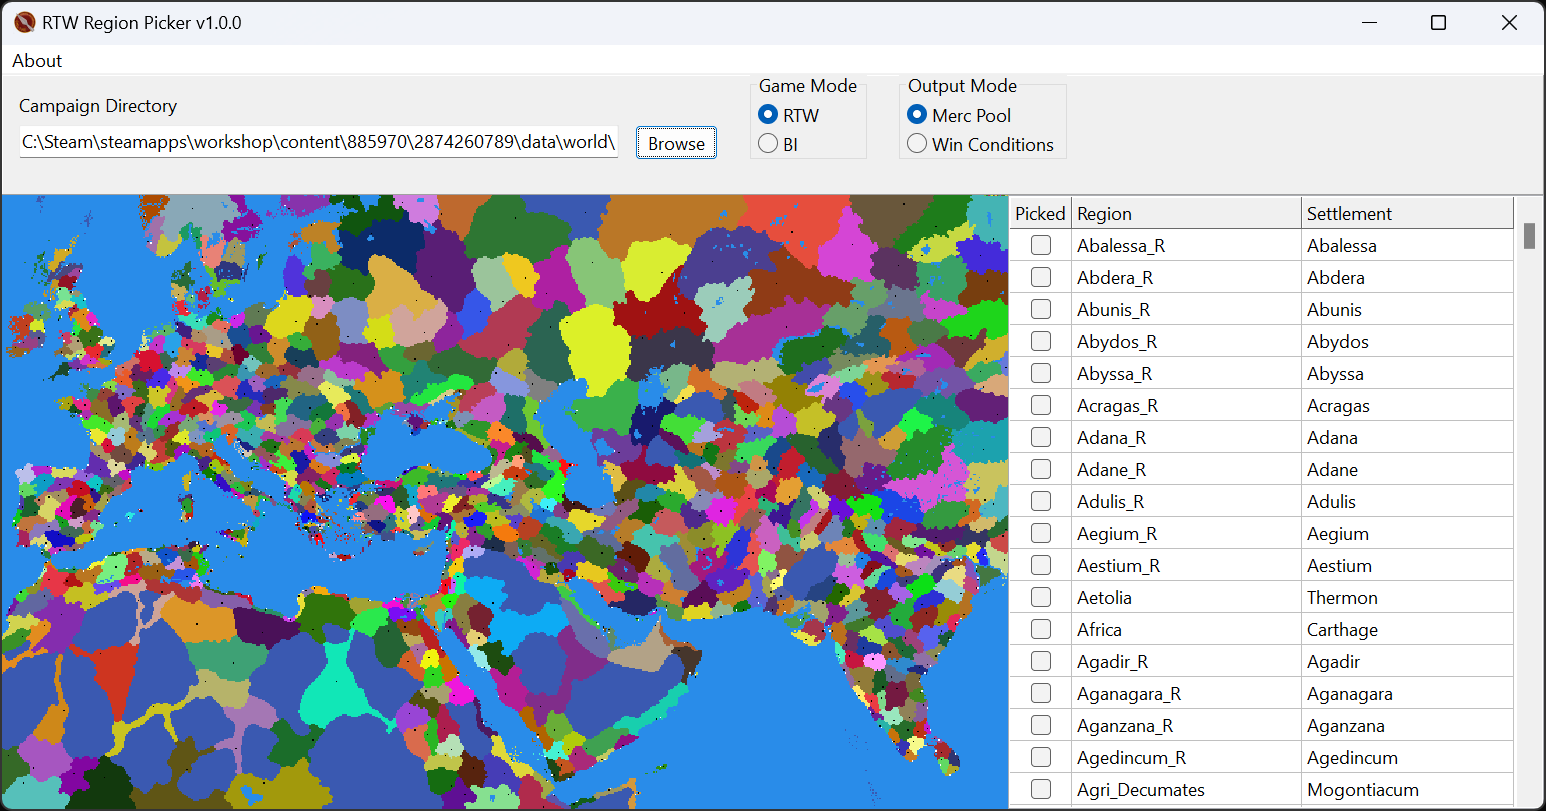 RTW Region Picker v1.0.0
About
Campaign Directory
C:\Steam\steamapps\workshop\content\885970\2874260789\data\world\
Browse
Game Mode
RTW
BI
Output Mode
Merc Pool
Win Conditions
Picked Region Settlement
Abalessa_R Abalessa
Abdera_R Abdera
Abunis_R Abunis
Abydos_R Abydos
Abyssa_R Abyssa
Acragas_R Acragas
Adana_R Adana
Adane_R Adane
Adulis_R Adulis
Aegium_R Aegium
Aestium_R Aestium
Aetolia Thermon
Africa Carthage
Agadir_R Agadir
Aganagara_R Aganagara
Aganzana_R Aganzana
Agedincum_R Agedincum
Agri_Decumates Mogontiacum